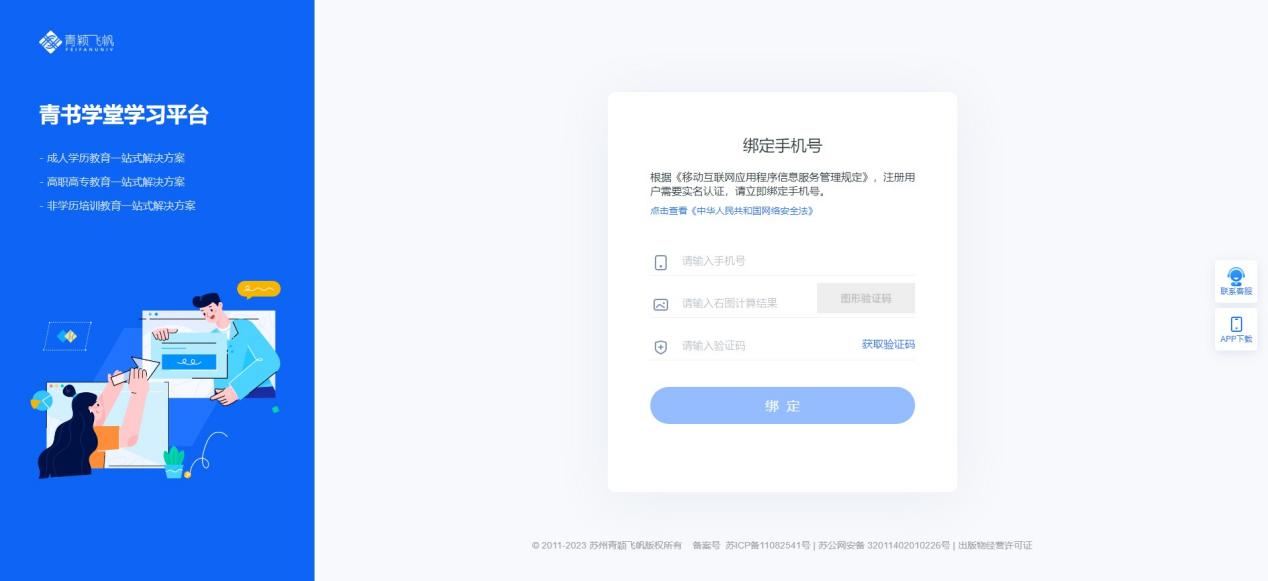 青颖飞帆
FEIFANUNIV
青书学堂学习平台
- 成人学历教育一站式解决方案
- 高职高专教育一站式解决方案
- 非学历培训教育一站式解决方案
绑定手机号
根据《移动互联网应用程序信息服务管理规定》，注册用
户需要实名认证，请立即绑定手机号。
点击查看《中华人民共和国网络安全法》
请输入手机号
请输入右图计算结果 图形验证码
请输入验证码 获取验证码
绑 定
联系客服
APP下载
© 2011-2023 苏州青颖飞帆版权所有 备案号 苏ICP备11082541号 | 苏公网安备 32011402010226号 | 出版物经营许可证